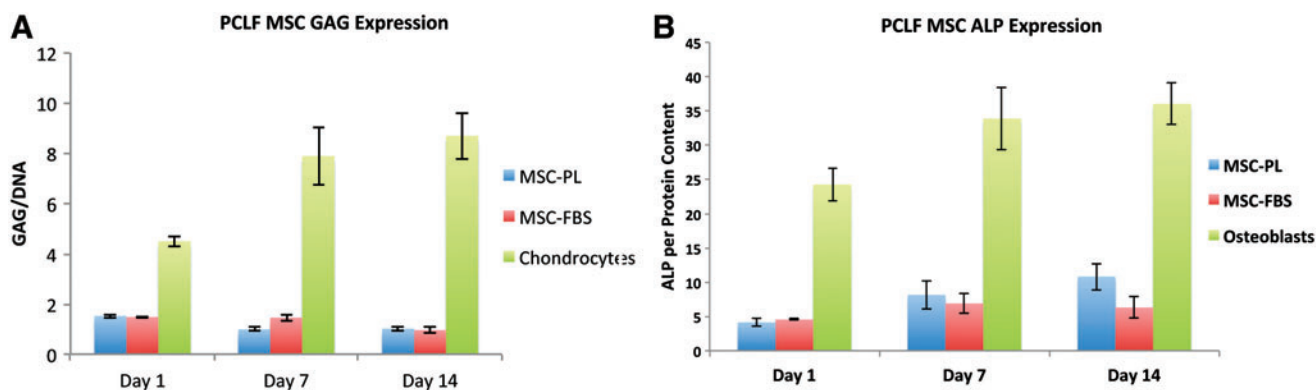 A
PCLF MSC GAG Expression
12
10
8
6
4
2
0
GAG/DNA
Day 1
Day 7
Day 14
MSC-PL
MSC-FBS
Chondrocytes
B
PCLF MSC ALP Expression
45
40
35
30
25
20
15
10
5
0
ALP per Protein Content
Day 1
Day 7
Day 14
MSC-PL
MSC-FBS
Osteoblasts